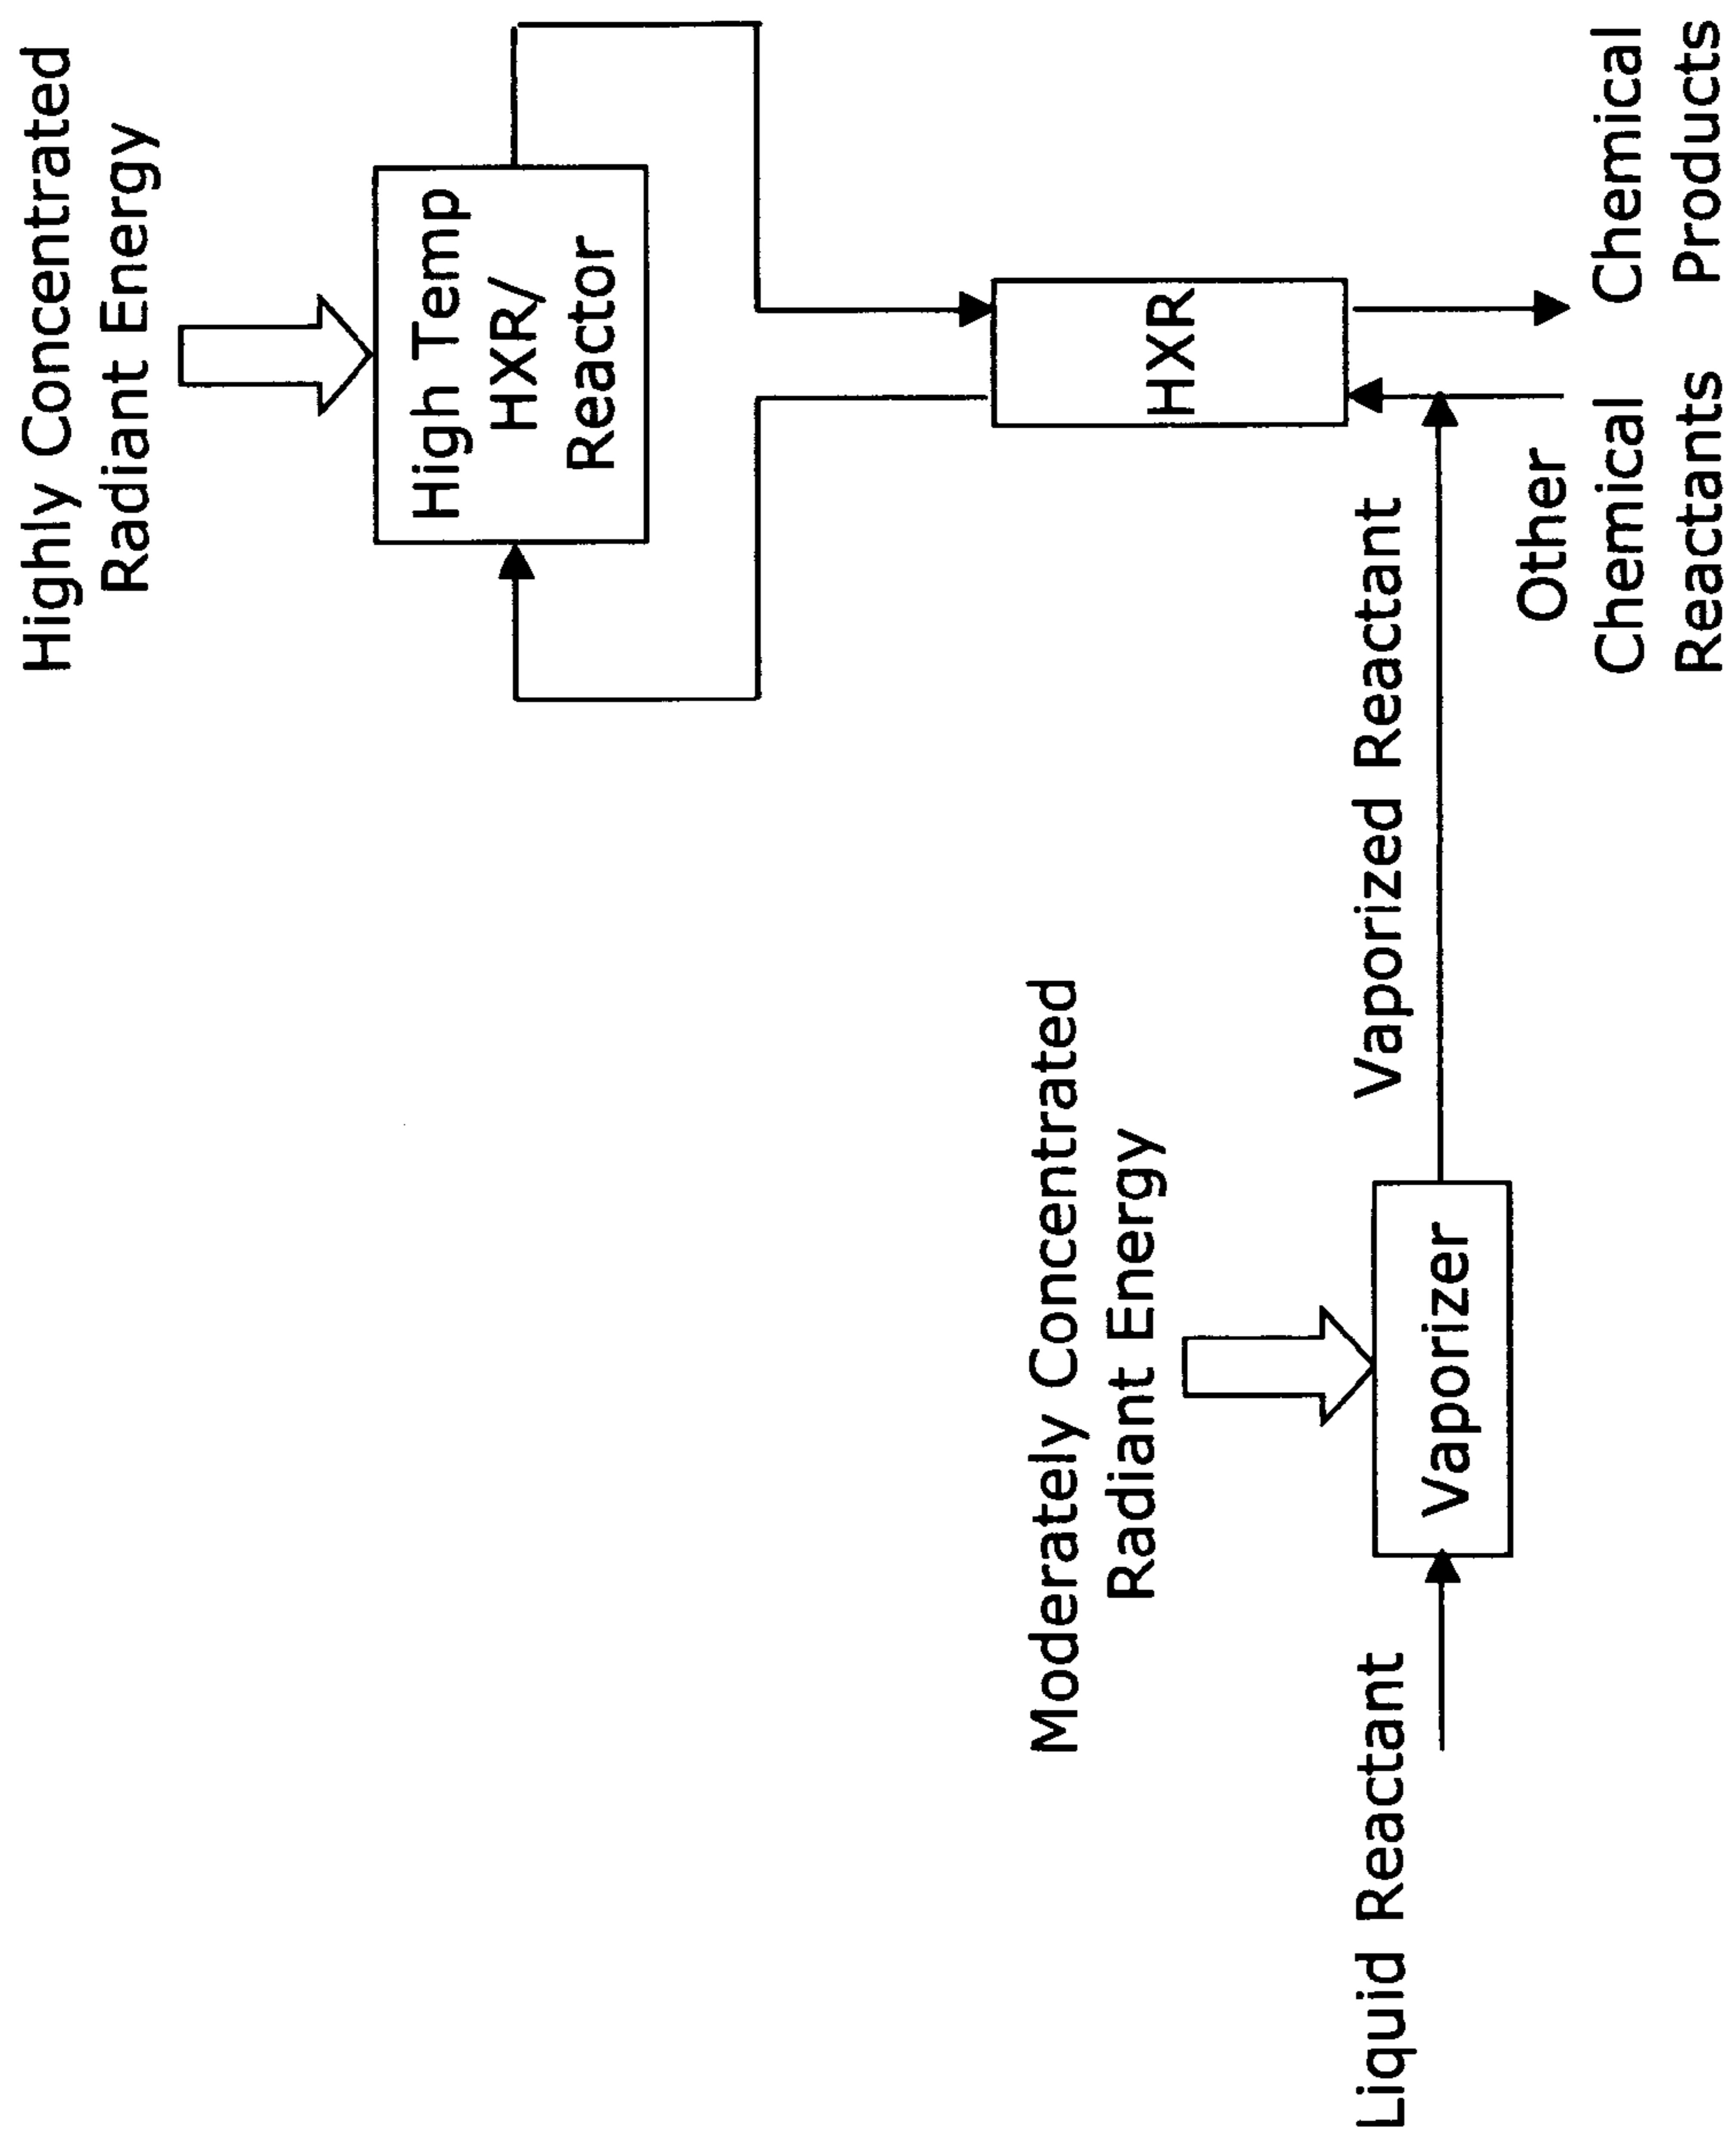 Highly Concentrated
Radiant Energy
High Temp
HXR/
Reactor
Moderately Concentrated
Radiant Energy
HXR
Liquid Reactant
Vaporizer
Vaporized Reactant
Other
Chemical
Reactants
Chemical
Products